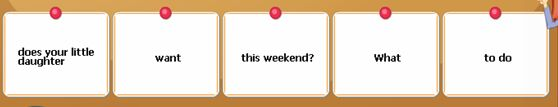 does your little
daughter
want
this weekend?
What
to do